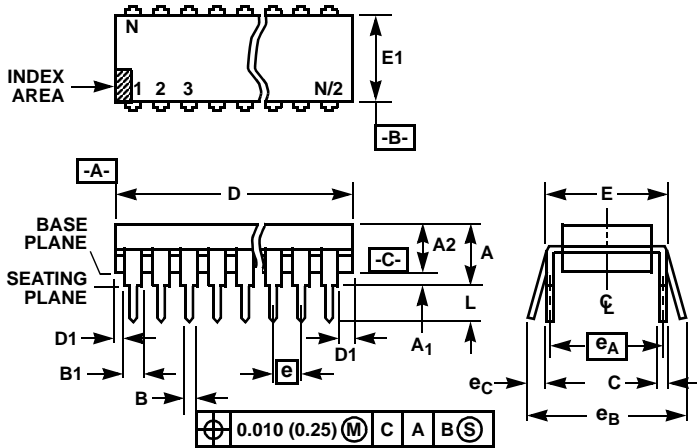 N
E1
INDEX
AREA
1 2 3 N/2
-B-
-A-
D
E
BASE
PLANE
A2
A
-C-
SEATING
PLANE
L
D1
A1
D1
B1
e
B
eA
eC
C
eB
0.010 (0.25) M C A B S